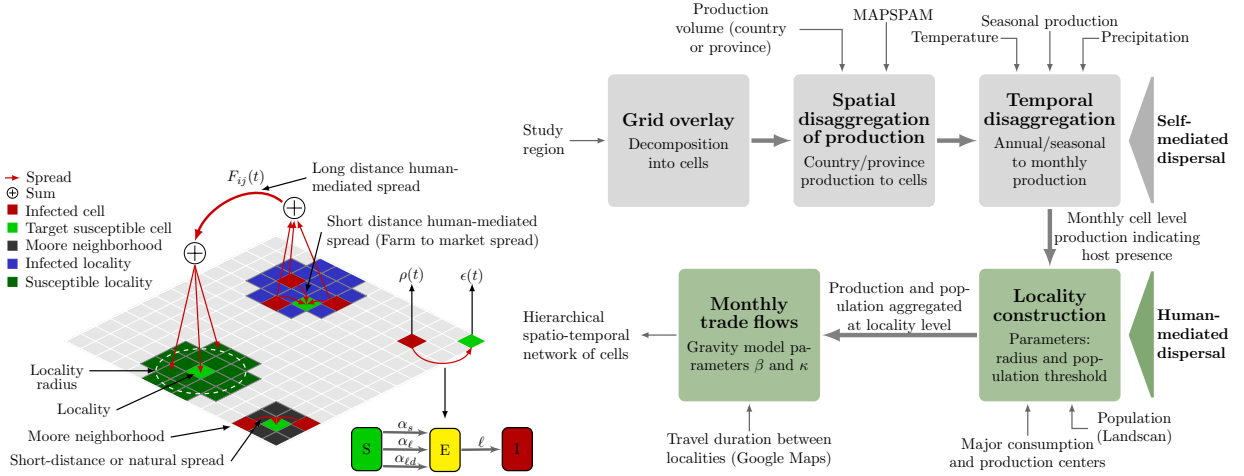 Spread
Sum
Infected cell
Target susceptible cell
Moore neighborhood
Infected locality
Susceptible locality
F_{ij}(t)
Long distance human-
mediated spread
Short distance human-mediated
spread (Farm to market spread)
ρ(t)
ϵ(t)
Locality
radius
Locality
Moore neighborhood
Short-distance or natural spread
S
α_s
α_ℓ
α_{ℓd}
E
ℓ
I
Production
volume (country
or province)
MAPSPAM
Seasonal production
Temperature
Precipitation
Study
region
Grid overlay
Decomposition
into cells
Spatial
disaggregation
of production
Country/province
production to cells
Temporal
disaggregation
Annual/seasonal
to monthly
production
Self-
mediated
dispersal
Monthly cell level
production indicating
host presence
Hierarchical
spatio-temporal
network of cells
Monthly
trade flows
Gravity model pa-
rameters β and κ
Production and pop-
ulation aggregated
at locality level
Locality
construction
Parameters:
radius and pop-
ulation threshold
Human-
mediated
dispersal
Travel duration between
localities (Google Maps)
Major consumption
and production centers
Population
(Landscan)